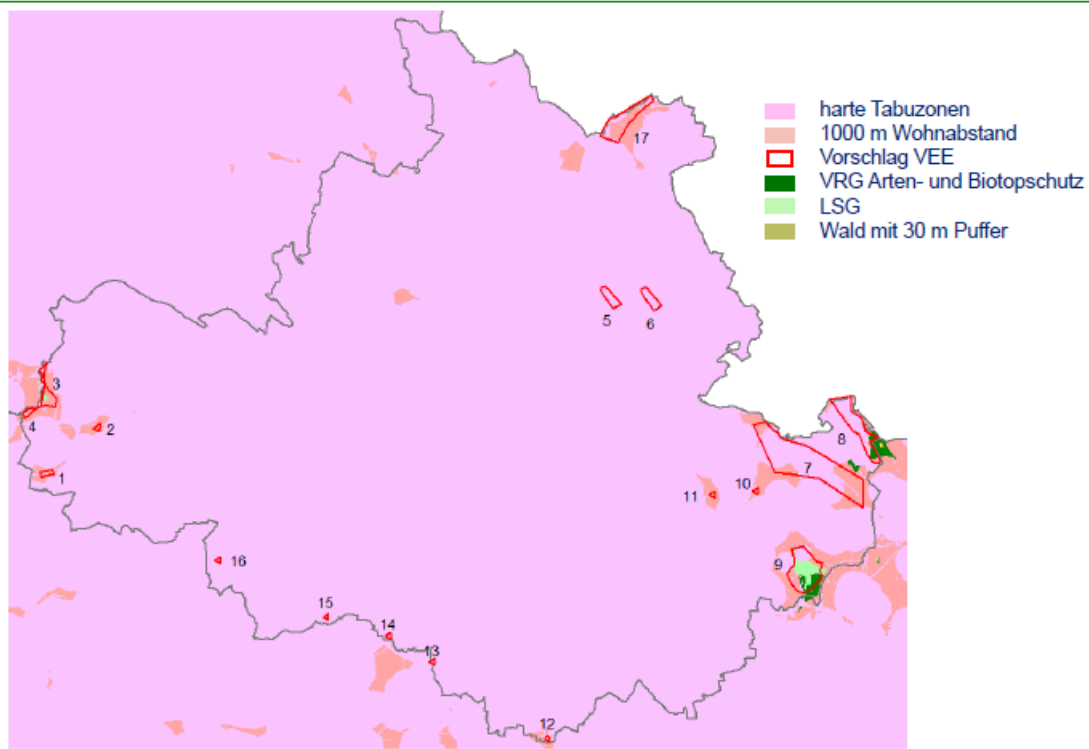 harte Tabuzonen
1000 m Wohnabstand
Vorschlag VEE
VRG Arten- und Biotopschutz
LSG
Wald mit 30 m Puffer
17
5
6
3
4
2
1
8
7
10
11
9
16
15
14
13
12